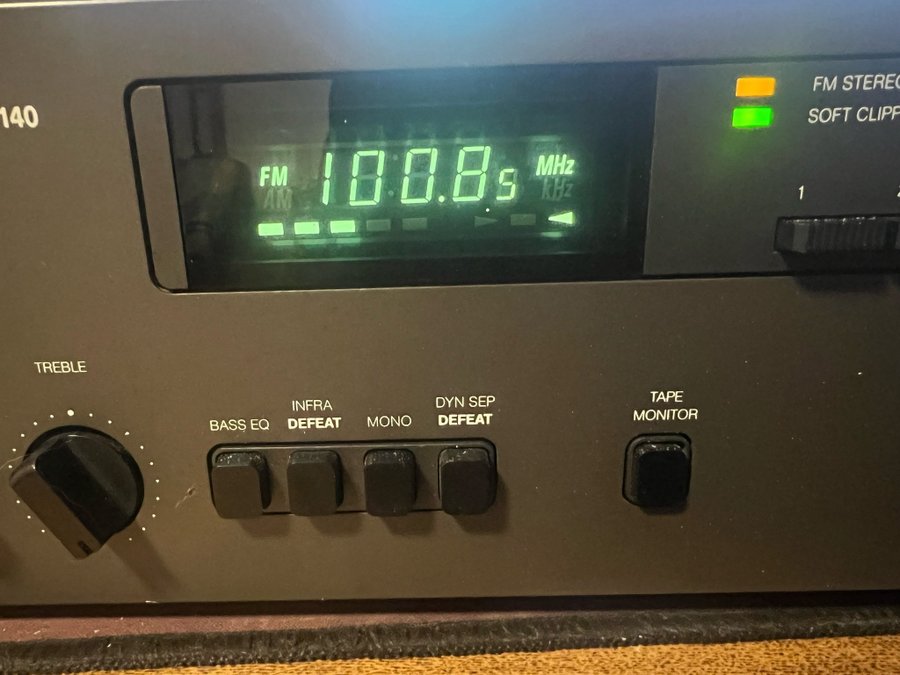 140
FM 100.8s MHz
AM kHz
FM STEREO
SOFT CLIPP
1
TREBLE
BASS EQ
INFRA
DEFEAT
MONO
DYN SEP
DEFEAT
TAPE
MONITOR